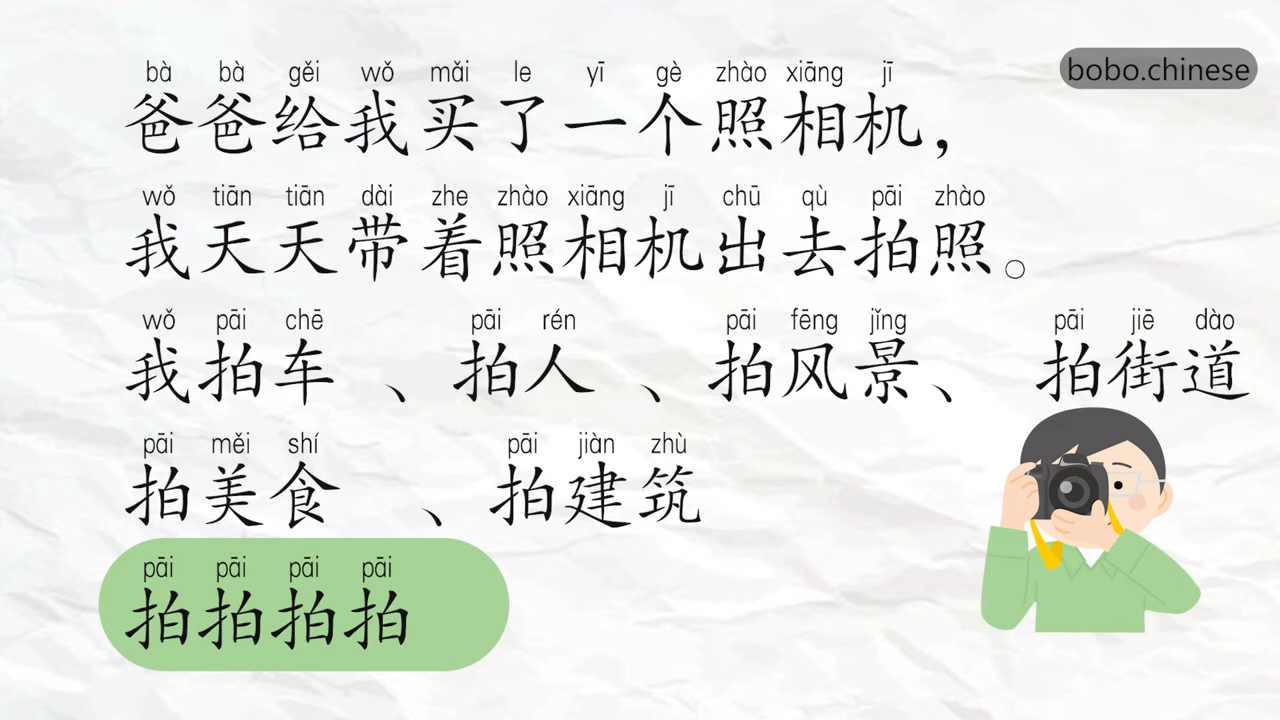 bobo.chinese
bà bà gěi wǒ mǎi le yī gè zhào xiāng jī
爸爸给我买了一个照相机，
wǒ tiān tiān dài zhe zhào xiāng jī chū qù pāi zhào
我天天带着照相机出去拍照。
wǒ pāi chē pāi rén pāi fēng jǐng pāi jiē dào
我拍车、拍人、拍风景、拍街道
pāi měi shí pāi jiàn zhù
拍美食、拍建筑
pāi pāi pāi pāi
拍拍拍拍